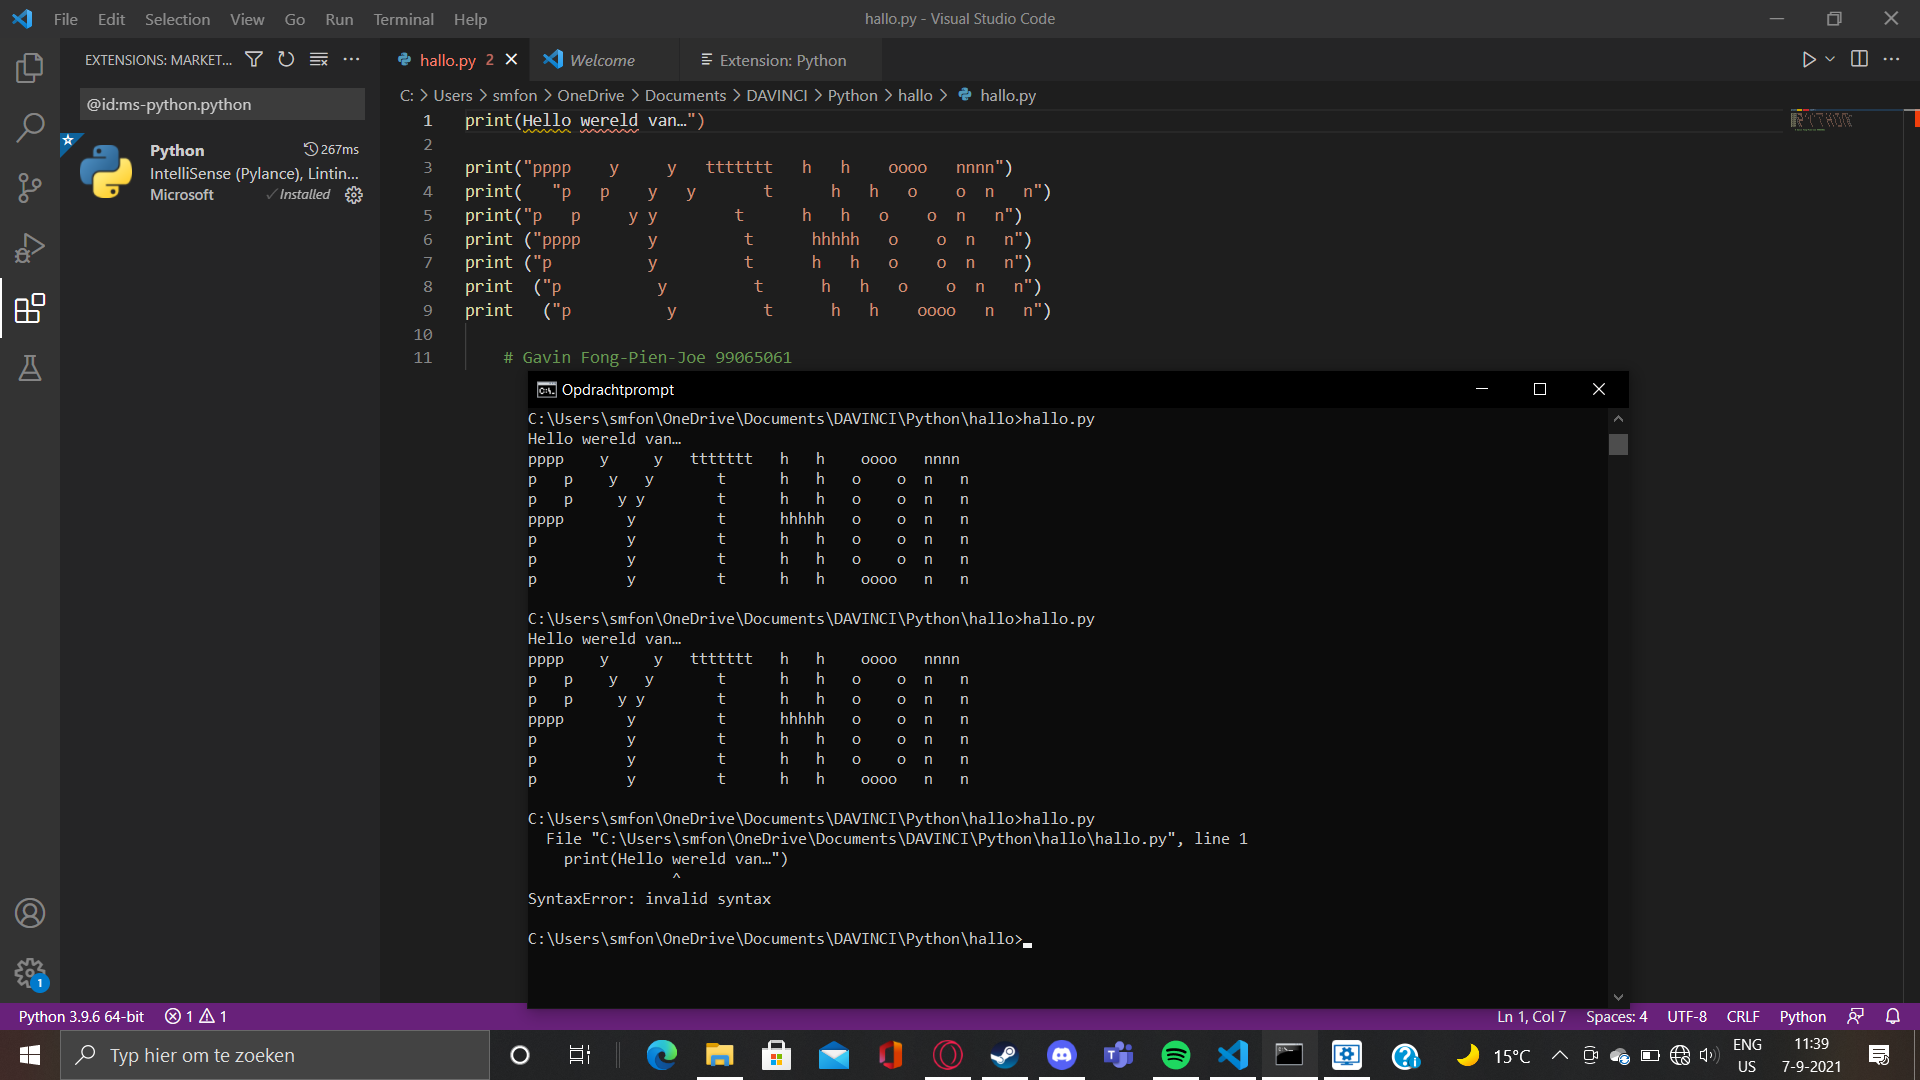 File Edit Selection View Go Run Terminal Help
hallo.py - Visual Studio Code
EXTENSIONS: MARKET...
hallo.py 2
Welcome
Extension: Python
@id:ms-python.python
C: > Users > smfon > OneDrive > Documents > DAVINCI > Python > hallo > hallo.py
Python 267ms
IntelliSense (Pylance), Lintin...
Microsoft Installed
1 print(Hello wereld van…")
2
3 print("pppp    y     y   ttttttt   h   h    oooo   nnnn")
4 print(   "p   p    y   y       t      h   h   o    o  n   n")
5 print("p   p     y y        t      h   h   o    o  n   n")
6 print ("pppp       y         t      hhhhh   o    o  n   n")
7 print ("p          y         t      h   h   o    o  n   n")
8 print  ("p          y         t      h   h   o    o  n   n")
9 print   ("p          y         t      h   h    oooo   n   n")
10
11 # Gavin Fong-Pien-Joe 99065061
Opdrachtprompt
C:\Users\smfon\OneDrive\Documents\DAVINCI\Python\hallo>hallo.py
Hello wereld van…
pppp    y     y   ttttttt   h   h    oooo   nnnn
p   p    y   y       t      h   h   o    o  n   n
p   p     y y        t      h   h   o    o  n   n
pppp       y         t      hhhhh   o    o  n   n
p          y         t      h   h   o    o  n   n
p          y         t      h   h   o    o  n   n
p          y         t      h   h    oooo   n   n
C:\Users\smfon\OneDrive\Documents\DAVINCI\Python\hallo>hallo.py
Hello wereld van…
pppp    y     y   ttttttt   h   h    oooo   nnnn
p   p    y   y       t      h   h   o    o  n   n
p   p     y y        t      h   h   o    o  n   n
pppp       y         t      hhhhh   o    o  n   n
p          y         t      h   h   o    o  n   n
p          y         t      h   h   o    o  n   n
p          y         t      h   h    oooo   n   n
C:\Users\smfon\OneDrive\Documents\DAVINCI\Python\hallo>hallo.py
File "C:\Users\smfon\OneDrive\Documents\DAVINCI\Python\hallo\hallo.py", line 1
print(Hello wereld van…")
^
SyntaxError: invalid syntax
C:\Users\smfon\OneDrive\Documents\DAVINCI\Python\hallo>
1
Python 3.9.6 64-bit 1 1
Ln 1, Col 7 Spaces: 4 UTF-8 CRLF Python
Typ hier om te zoeken
15°C
ENG
US
11:39
7-9-2021